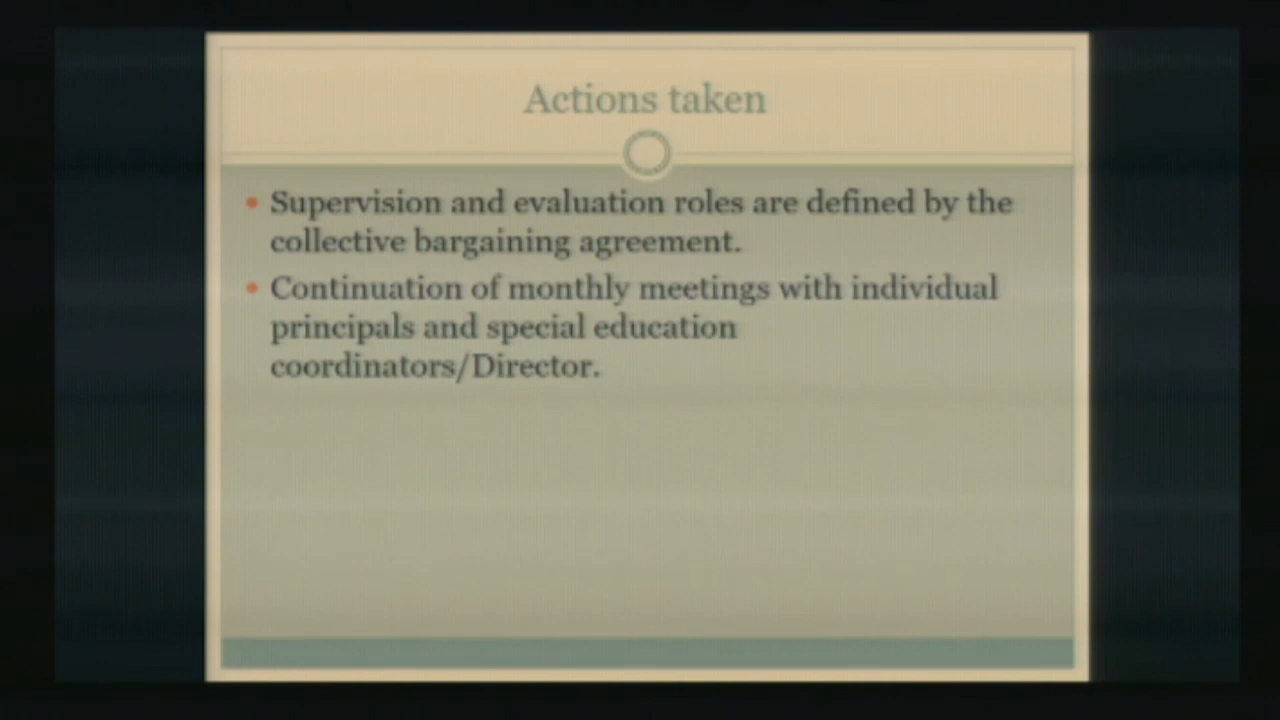 Actions taken
• Supervision and evaluation roles are defined by the
collective bargaining agreement.
• Continuation of monthly meetings with individual
principals and special education
coordinators/Director.